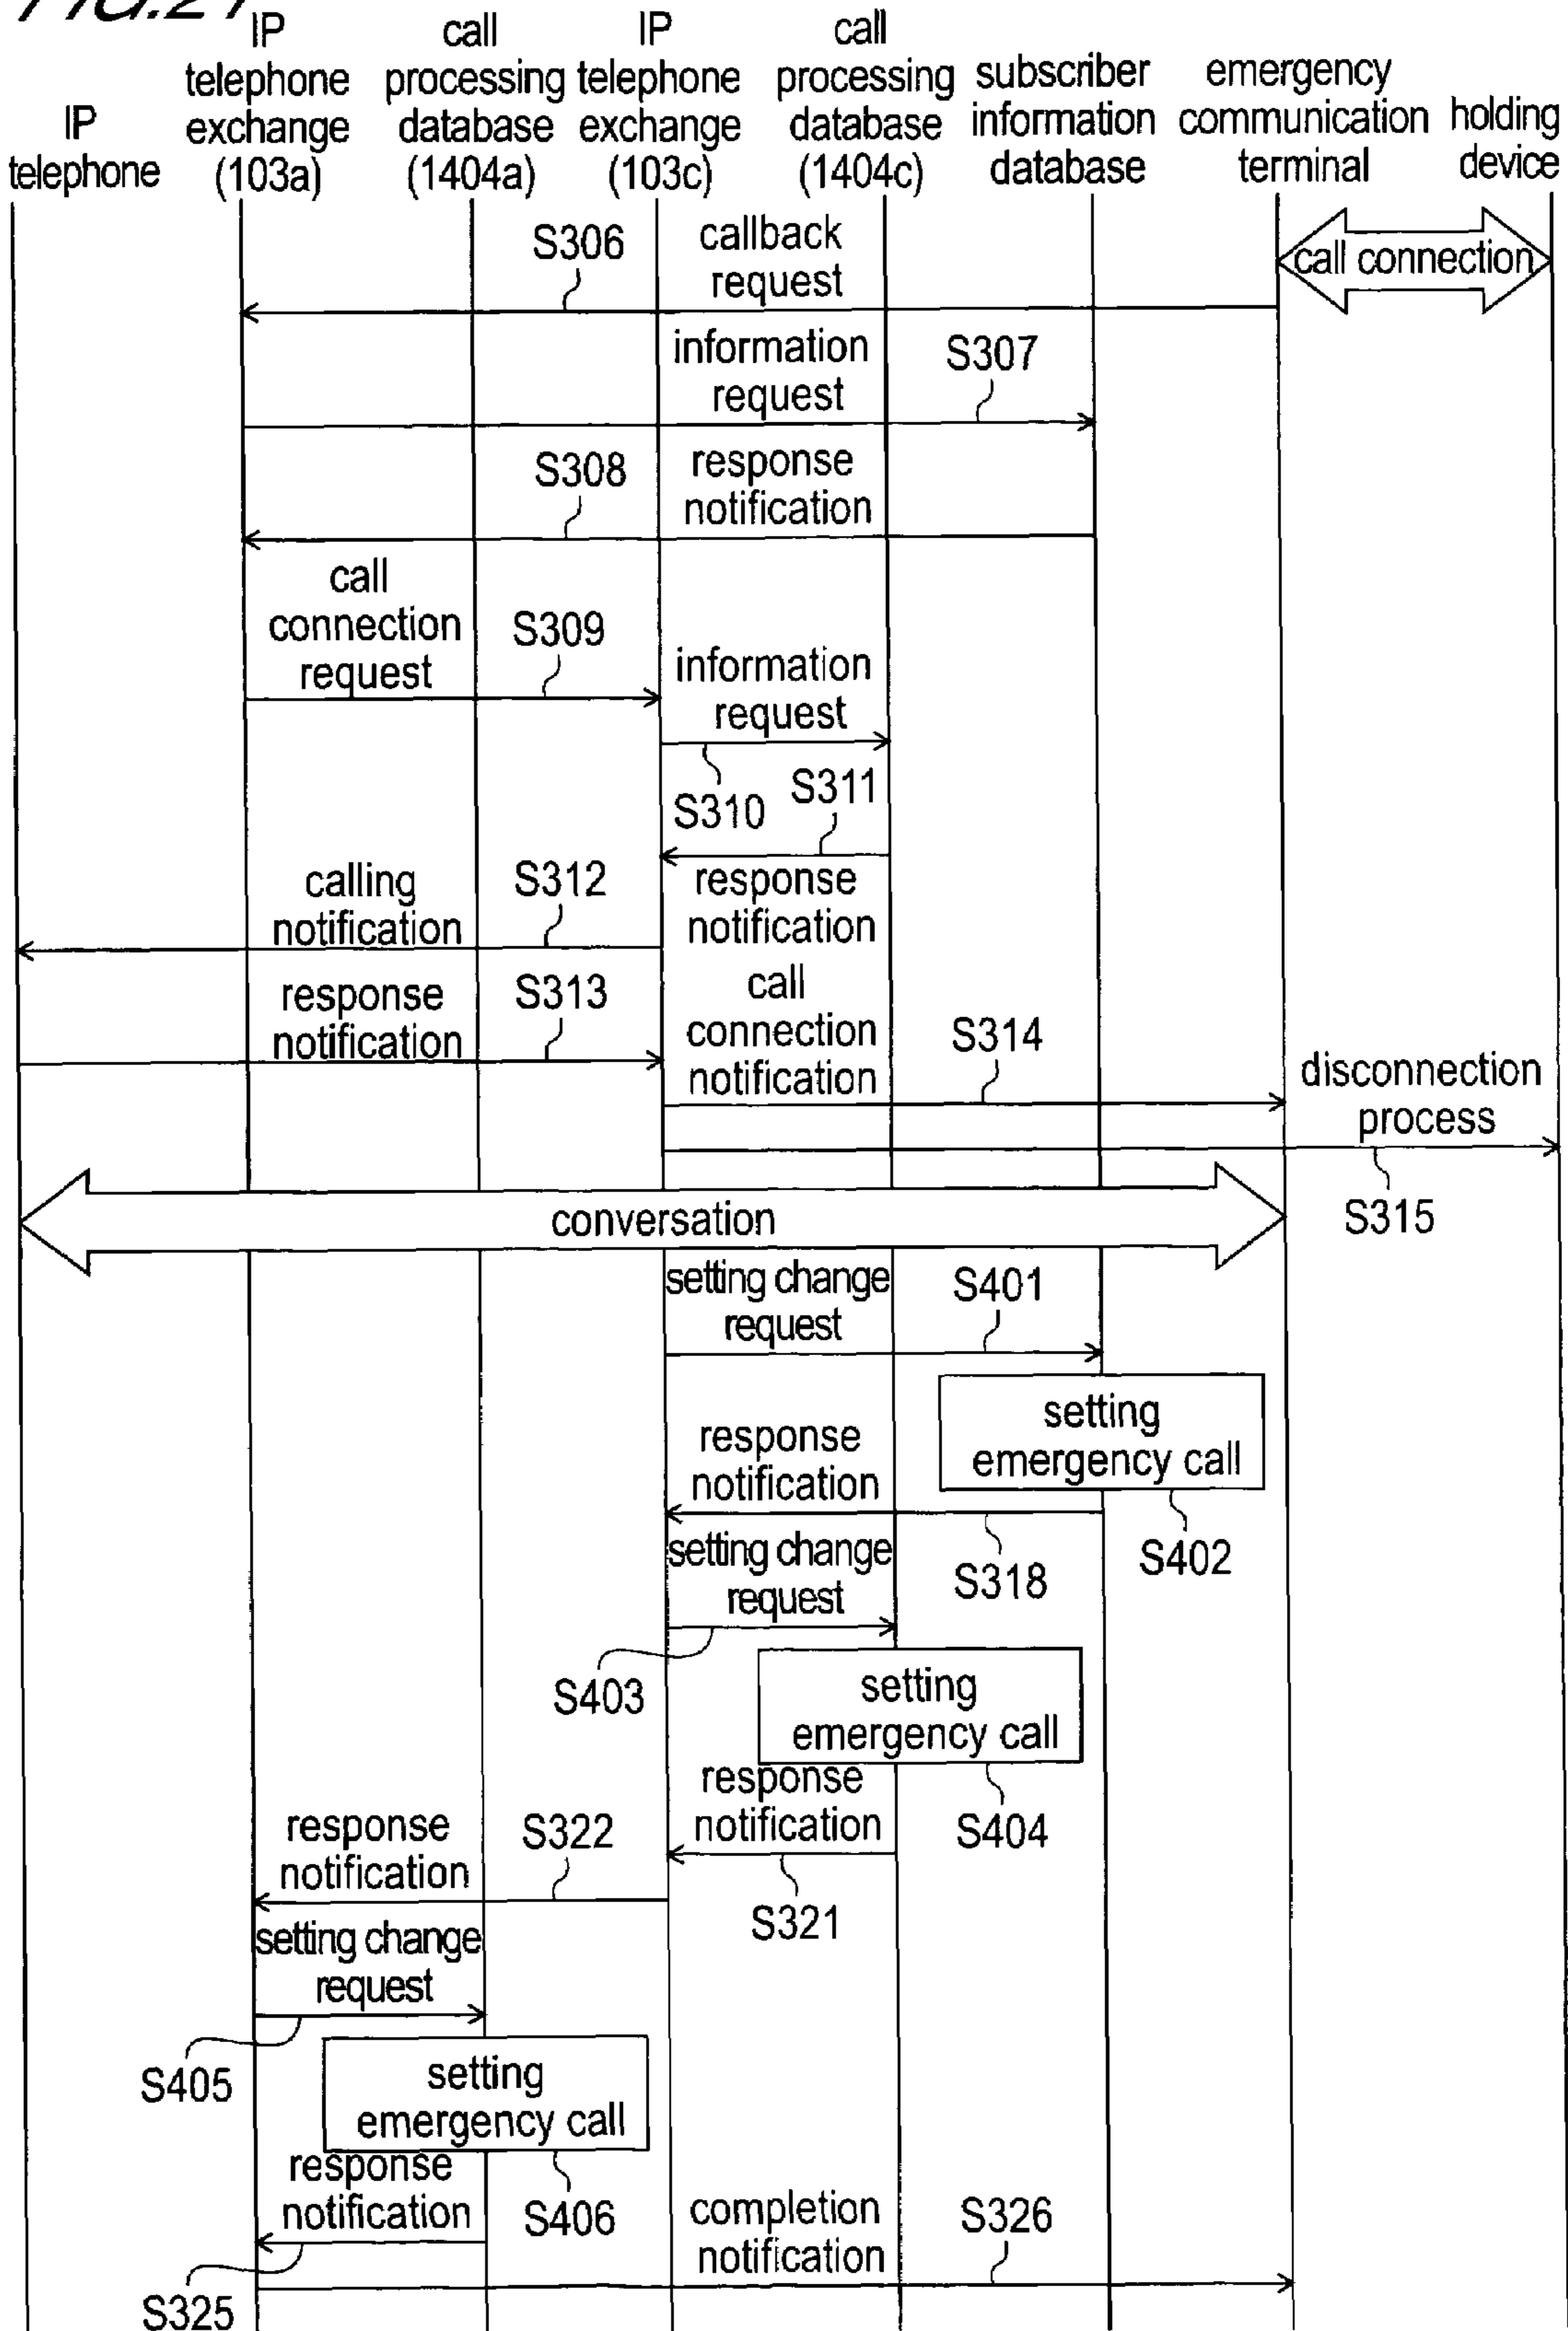 FIG.21
IP
telephone
IP
telephone
exchange
(103a)
call
processing
database
(1404a)
IP
telephone
exchange
(103c)
call
processing
database
(1404c)
subscriber
information
database
emergency
communication
terminal
holding
device
call connection
S306
callback
request
information
request
S307
S308
response
notification
call
connection
request
S309
information
request
S310
S311
response
notification
calling
notification
S312
response
notification
S313
call
connection
notification
S314
disconnection
process
S315
conversation
setting change
request
S401
setting
emergency call
S402
response
notification
S318
setting change
request
S403
setting
emergency call
S404
response
notification
S321
response
notification
S322
setting change
request
S405
setting
emergency call
S406
response
notification
S325
completion
notification
S326